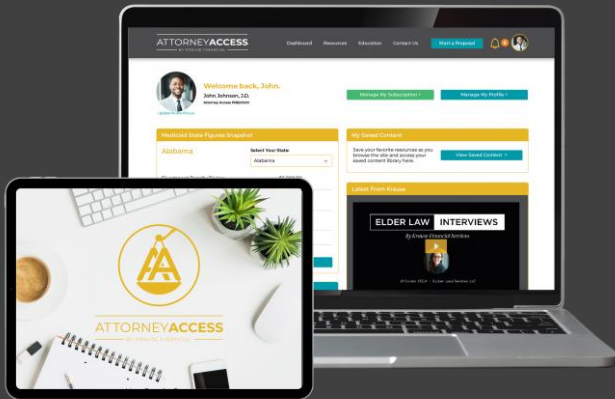 ATTORNEYACCESS
BY KRAUSE FINANCIAL
Dashboard
Resources
Education
Contact Us
Start a Proposal
Welcome back, John.
John Johnson, J.D.
Manage My Subscription >
Manage My Profile >
Medicaid State Figures Snapshot
Alabama
Select Your State:
Alabama
My Saved Content
Save your favorite resources as you
browse the site and access your
saved content library here.
View Saved Content >
Latest From Krause
ELDER LAW INTERVIEWS
By Krause Financial Services
AA
ATTORNEYACCESS
BY KRAUSE FINANCIAL